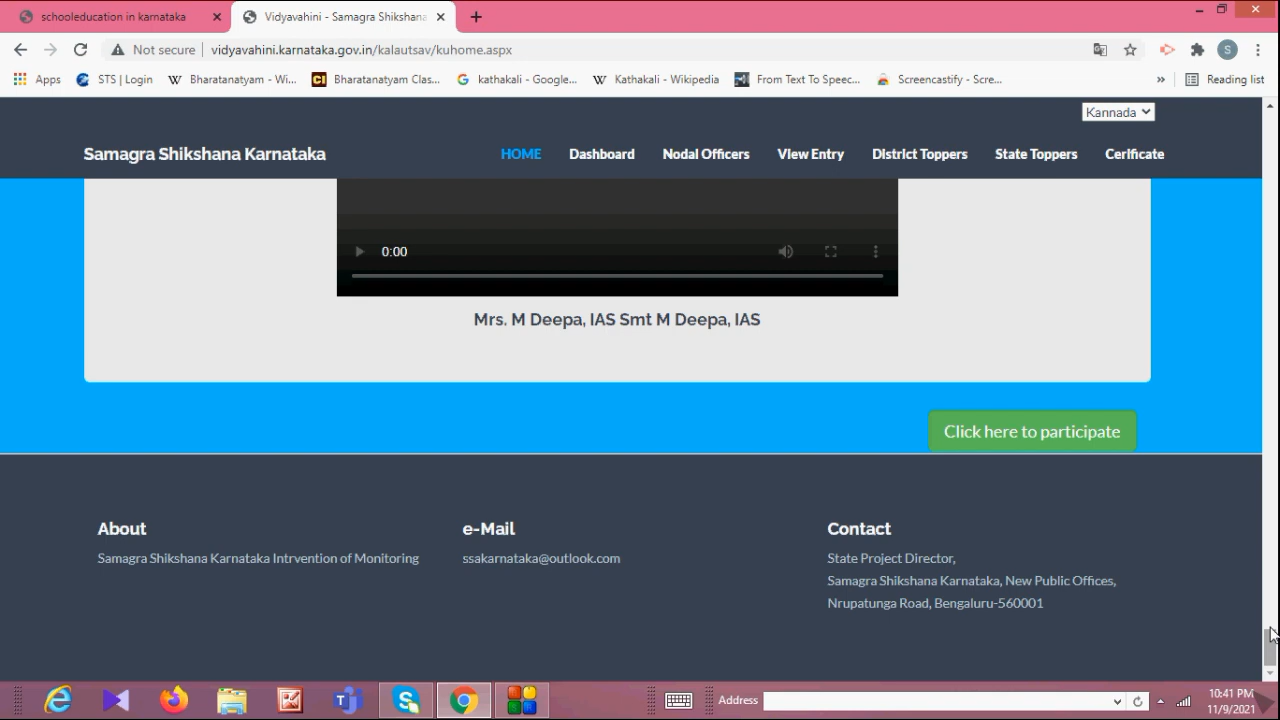 schooleducation in karnataka
Vidyavahini - Samagra Shikshana
Not secure
vidyavahini.karnataka.gov.in/kalautsav/kuhome.aspx
S
Apps
STS | Login
Bharatanatyam - Wi...
Bharatanatyam Clas...
kathakali - Google...
Kathakali - Wikipedia
From Text To Speec...
Screencastify - Scre...
»
Reading list
Kannada
Samagra Shikshana Karnataka
HOME
Dashboard
Nodal Officers
View Entry
District Toppers
State Toppers
Cerificate
0:00
Mrs. M Deepa, IAS Smt M Deepa, IAS
Click here to participate
About
Samagra Shikshana Karnataka Intrvention of Monitoring
e-Mail
ssakarnataka@outlook.com
Contact
State Project Director,
Samagra Shikshana Karnataka, New Public Offices,
Nrupatunga Road, Bengaluru-560001
Address
10:41 PM
11/9/2021